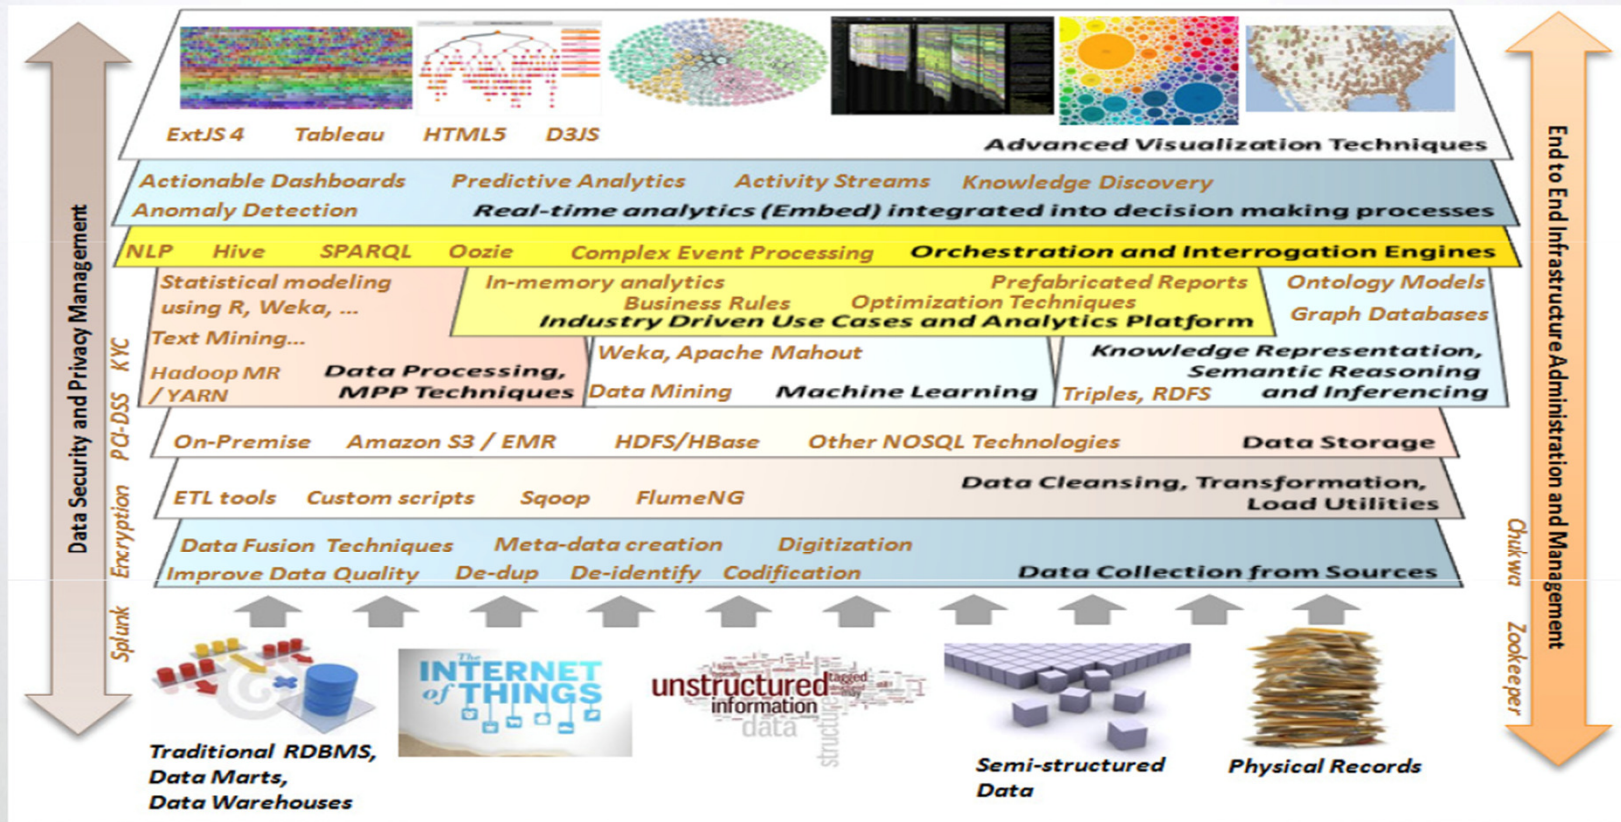 ExtJS 4 Tableau HTML5 D3JS
Advanced Visualization Techniques
Actionable Dashboards Predictive Analytics Activity Streams Knowledge Discovery
Anomaly Detection Real-time analytics (Embed) integrated into decision making processes
NLP Hive SPARQL Oozie Complex Event Processing Orchestration and Interrogation Engines
Statistical modeling
using R, Weka, ...
Text Mining...
Hadoop MR
/ YARN
Data Processing,
MPP Techniques
In-memory analytics Prefabricated Reports
Business Rules Optimization Techniques
Industry Driven Use Cases and Analytics Platform
Weka, Apache Mahout
Data Mining Machine Learning
Ontology Models
Graph Databases
Knowledge Representation,
Semantic Reasoning
Triples, RDFS and Inferencing
On-Premise Amazon S3 / EMR HDFS/HBase Other NOSQL Technologies Data Storage
ETL tools Custom scripts Sqoop FlumeNG
Data Cleansing, Transformation,
Load Utilities
Data Fusion Techniques Meta-data creation Digitization
Improve Data Quality De-dup De-identify Codification Data Collection from Sources
Data Security and Privacy Management
Splunk Encryption PCI-DSS KYC
End to End Infrastructure Administration and Management
Chukwa Zookeeper
The
INTERNET
of THINGS
unstructured
information
data
structure
tagged
Traditional RDBMS,
Data Marts,
Data Warehouses
Semi-structured
Data
Physical Records